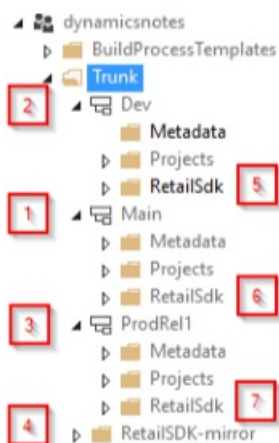 dynamicsnotes
BuildProcessTemplates
Trunk
2 Dev
Metadata
Projects
RetailSdk 5
1 Main
Metadata
Projects
RetailSdk 6
3 ProdRel1
Metadata
Projects
RetailSdk 7
4 RetailSDK-mirror